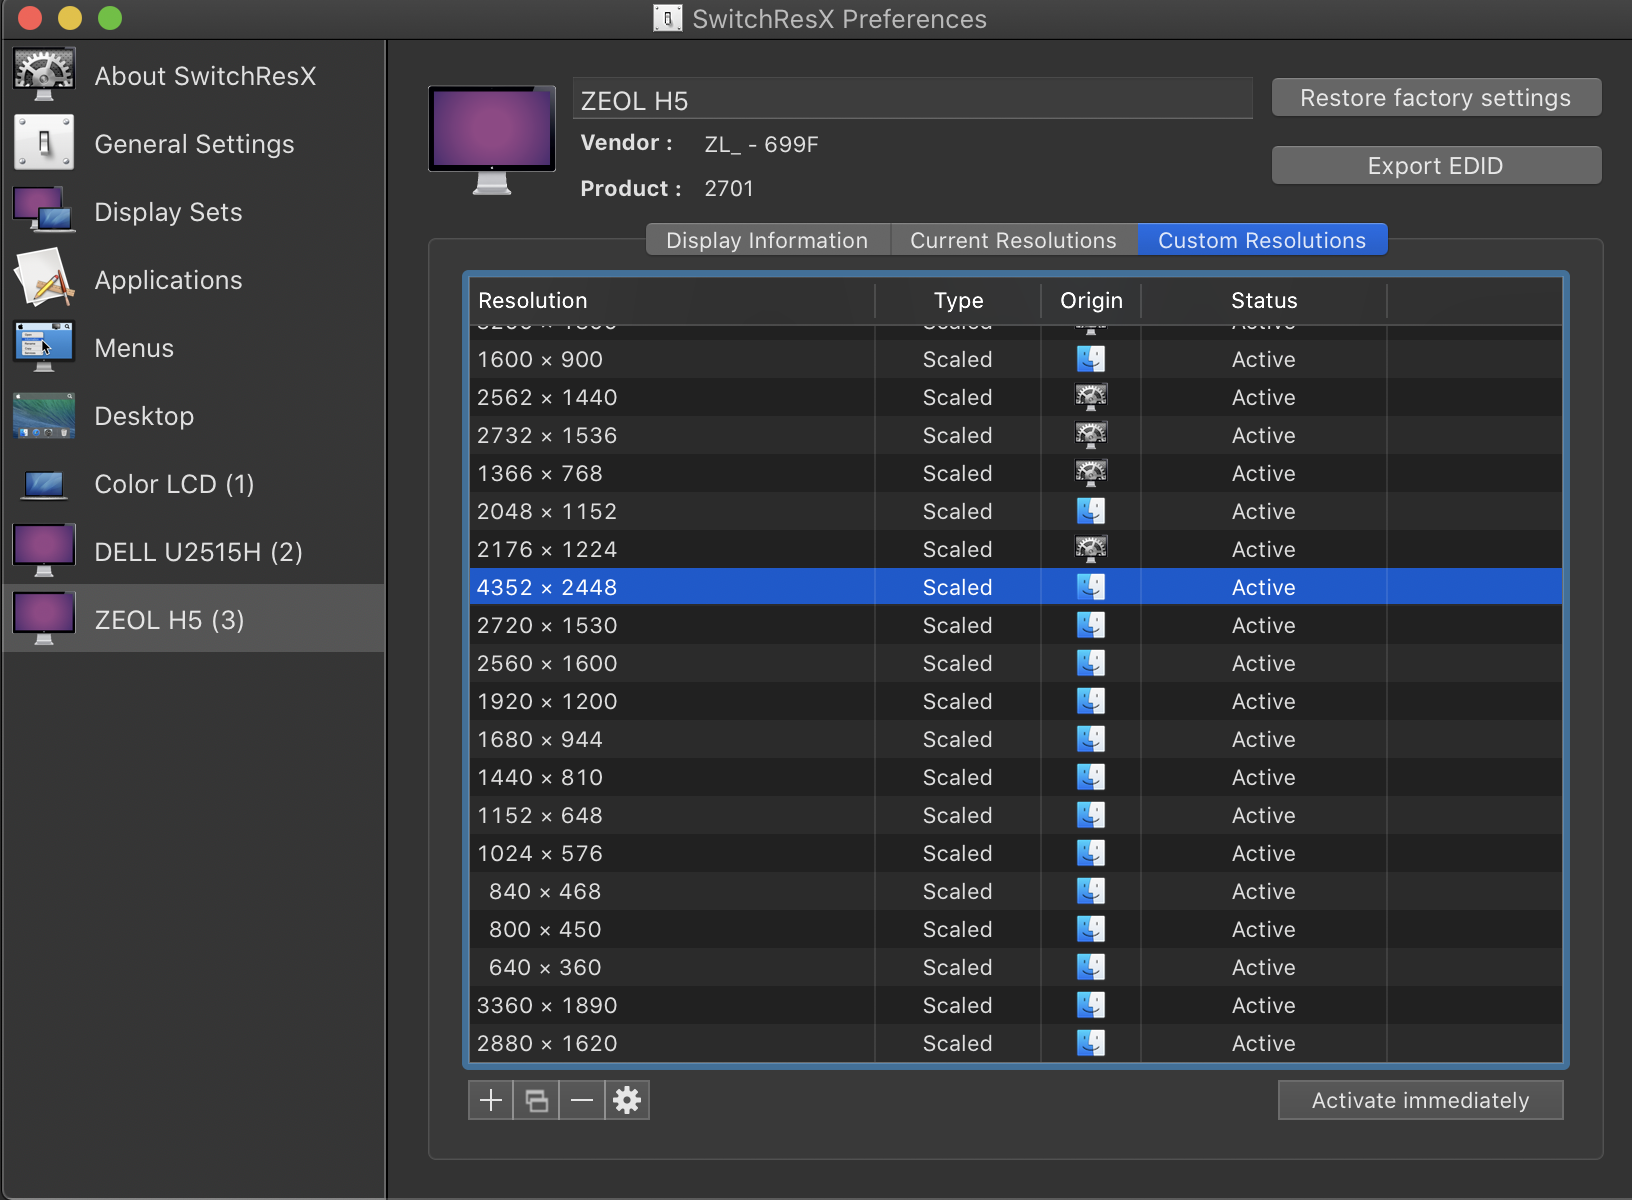 SwitchResX Preferences
About SwitchResX
General Settings
Display Sets
Applications
Menus
Desktop
Color LCD (1)
DELL U2515H (2)
ZEOL H5 (3)
ZEOL H5
Vendor : ZL_ - 699F
Product : 2701
Restore factory settings
Export EDID
Display Information Current Resolutions Custom Resolutions
Resolution Type Origin Status
1600 × 900 Scaled Active
2562 × 1440 Scaled Active
2732 × 1536 Scaled Active
1366 × 768 Scaled Active
2048 × 1152 Scaled Active
2176 × 1224 Scaled Active
4352 × 2448 Scaled Active
2720 × 1530 Scaled Active
2560 × 1600 Scaled Active
1920 × 1200 Scaled Active
1680 × 944 Scaled Active
1440 × 810 Scaled Active
1152 × 648 Scaled Active
1024 × 576 Scaled Active
840 × 468 Scaled Active
800 × 450 Scaled Active
640 × 360 Scaled Active
3360 × 1890 Scaled Active
2880 × 1620 Scaled Active
Activate immediately